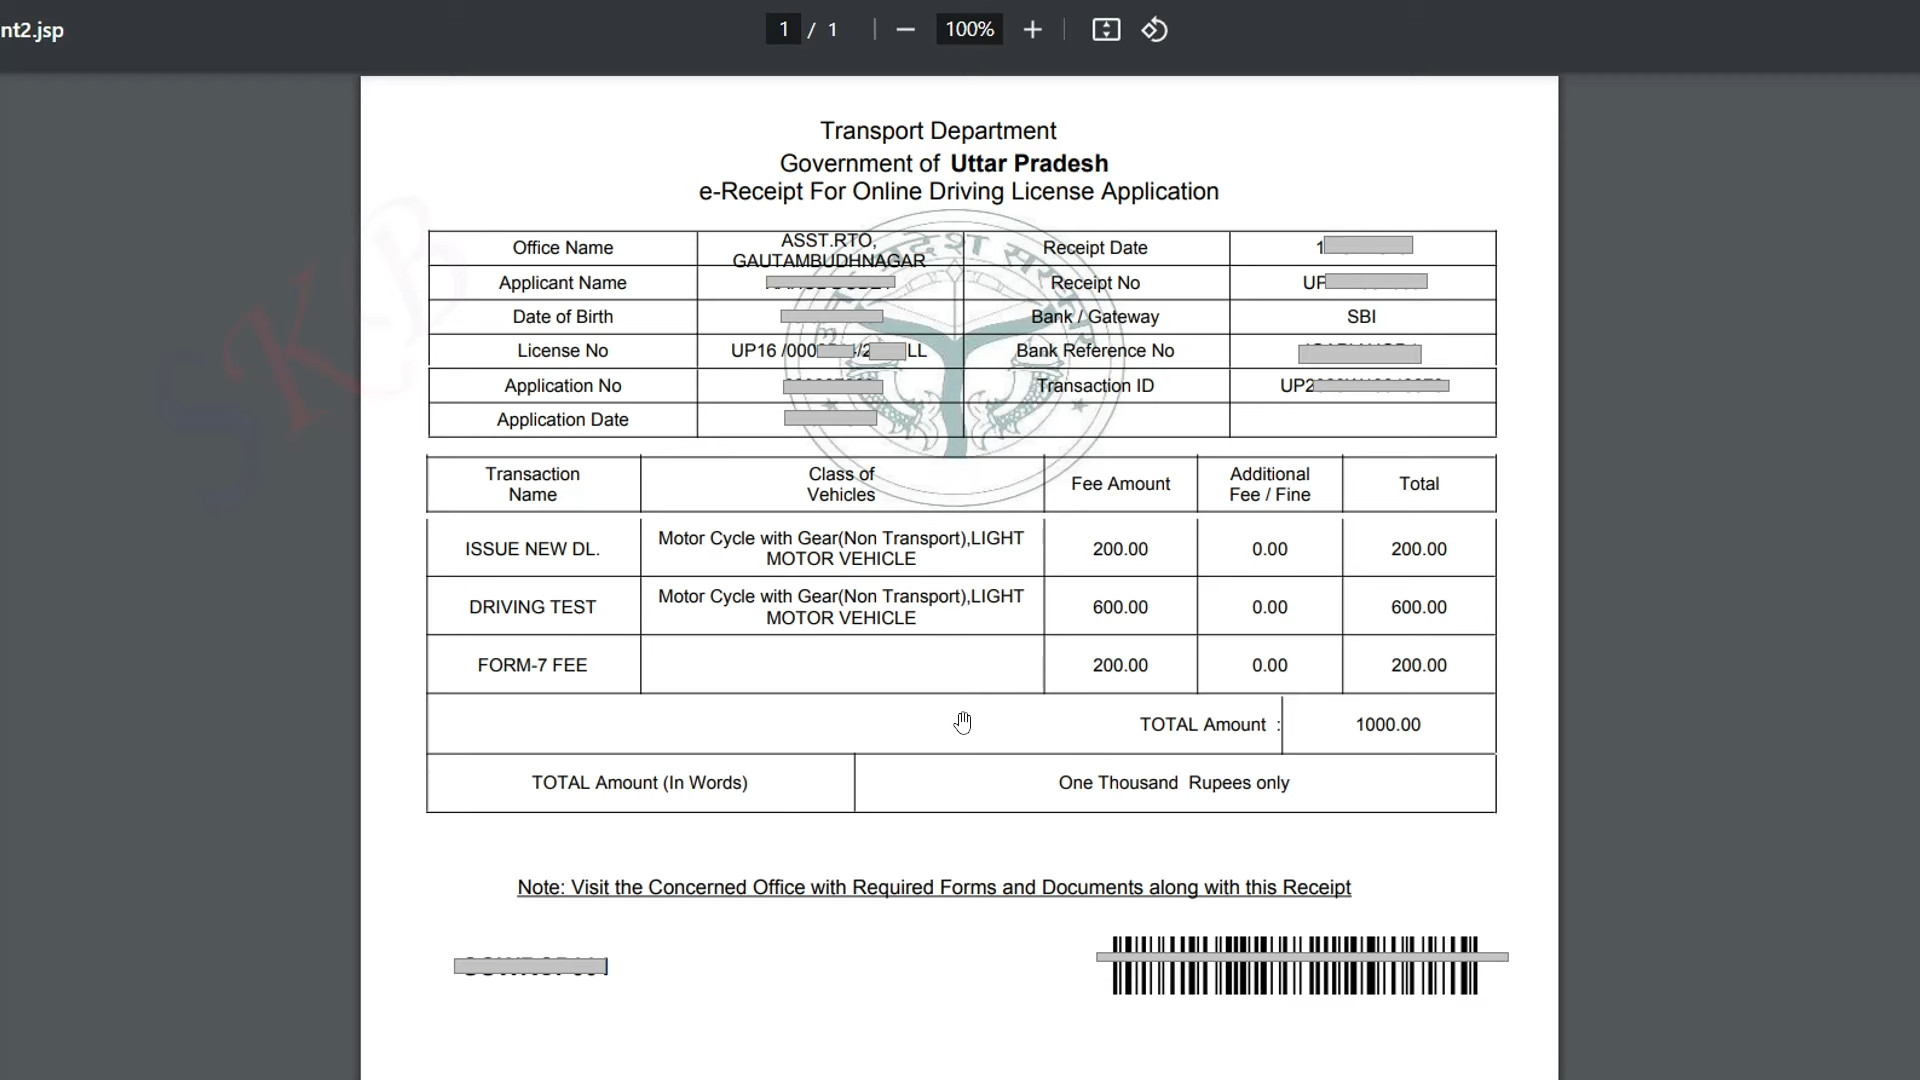 nt2.jsp
1 / 1 100%
Transport Department
Government of Uttar Pradesh
e-Receipt For Online Driving License Application
Office Name ASST.RTO, GAUTAMBUDHNAGAR Receipt Date 1
Applicant Name Receipt No UP
Date of Birth Bank / Gateway SBI
License No UP16 /000 /2 LL Bank Reference No
Application No Transaction ID UP2
Application Date
Transaction Name Class of Vehicles Fee Amount Additional Fee / Fine Total
ISSUE NEW DL. Motor Cycle with Gear(Non Transport),LIGHT MOTOR VEHICLE 200.00 0.00 200.00
DRIVING TEST Motor Cycle with Gear(Non Transport),LIGHT MOTOR VEHICLE 600.00 0.00 600.00
FORM-7 FEE 200.00 0.00 200.00
TOTAL Amount : 1000.00
TOTAL Amount (In Words) One Thousand Rupees only
Note: Visit the Concerned Office with Required Forms and Documents along with this Receipt
SKB